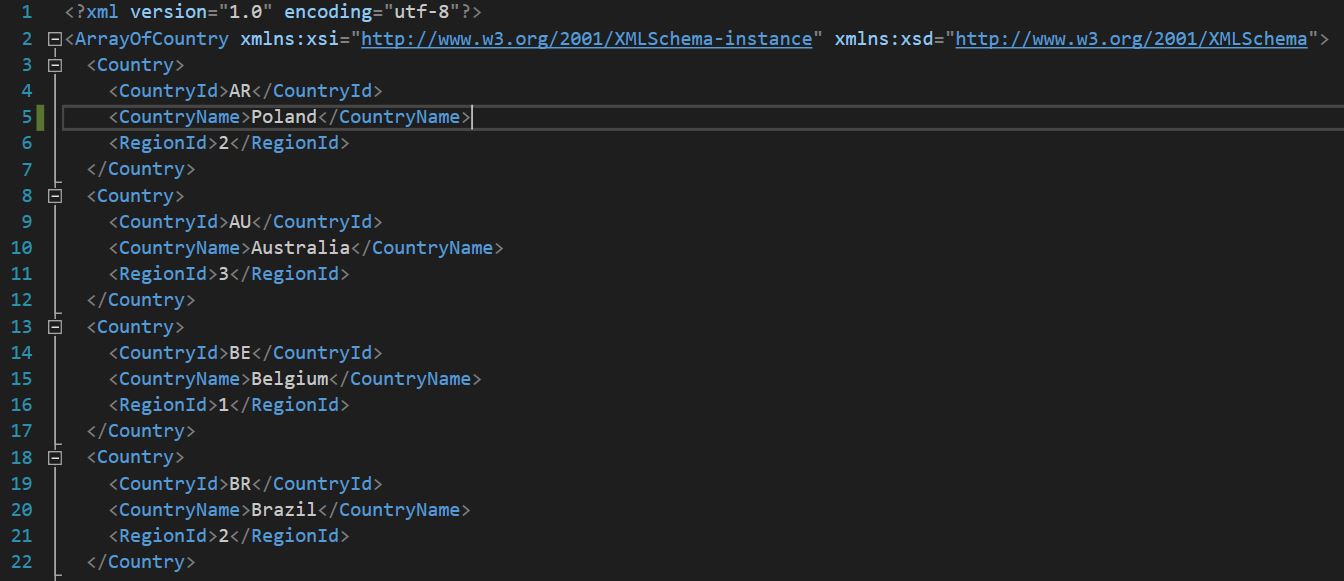 1 <?xml version="1.0" encoding="utf-8"?>
2 <ArrayOfCountry xmlns:xsi="http://www.w3.org/2001/XMLSchema-instance" xmlns:xsd="http://www.w3.org/2001/XMLSchema">
3 <Country>
4 <CountryId>AR</CountryId>
5 <CountryName>Poland</CountryName>
6 <RegionId>2</RegionId>
7 </Country>
8 <Country>
9 <CountryId>AU</CountryId>
10 <CountryName>Australia</CountryName>
11 <RegionId>3</RegionId>
12 </Country>
13 <Country>
14 <CountryId>BE</CountryId>
15 <CountryName>Belgium</CountryName>
16 <RegionId>1</RegionId>
17 </Country>
18 <Country>
19 <CountryId>BR</CountryId>
20 <CountryName>Brazil</CountryName>
21 <RegionId>2</RegionId>
22 </Country>